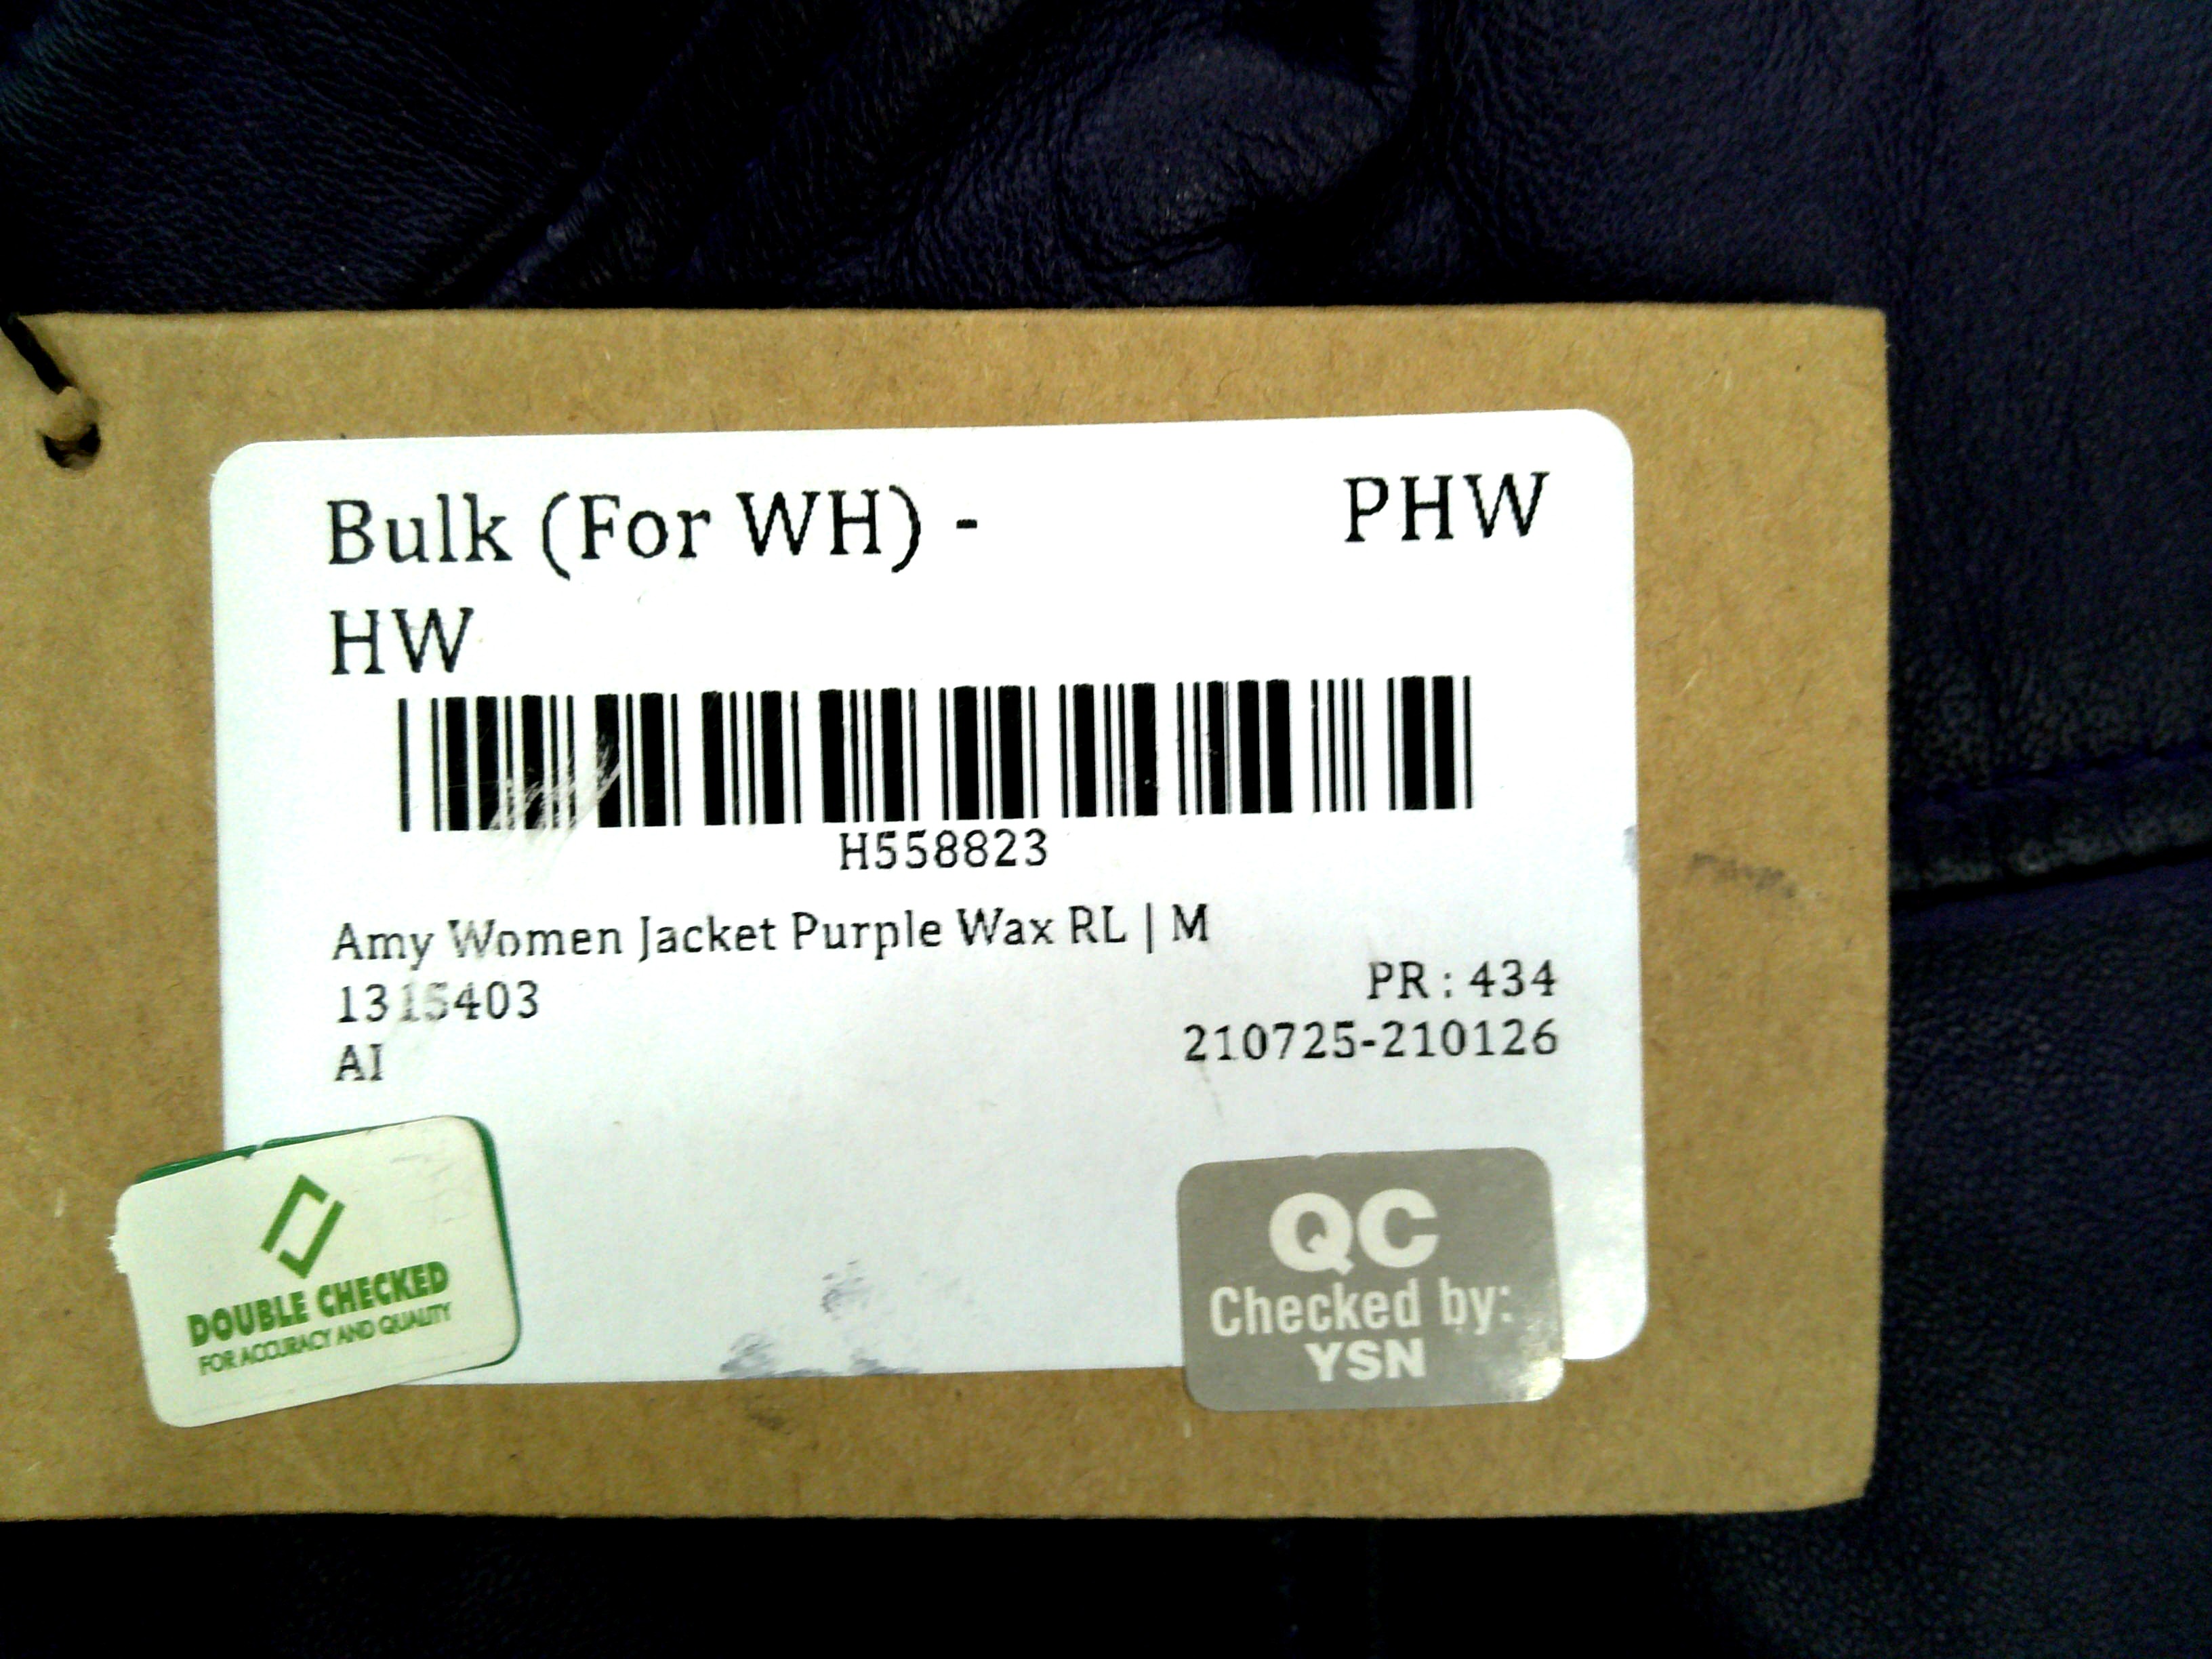 Bulk (For WH) - PHW
HW
H558823
Amy Women Jacket Purple Wax RL | M
1315403 PR : 434
AI 210725-210126
DOUBLE CHECKED
FOR ACCURACY AND QUALITY
QC
Checked by:
YSN